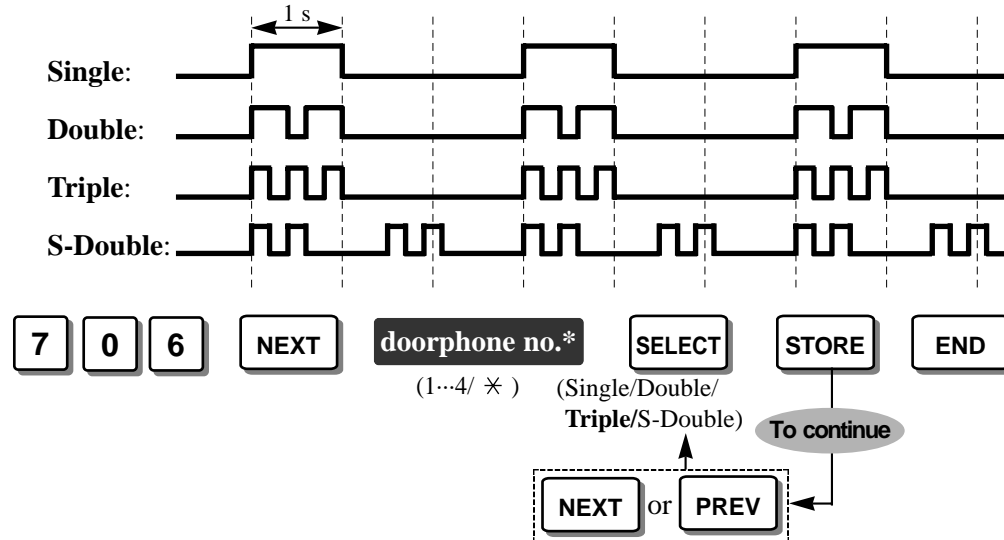 1 s
Single:
Double:
Triple:
S-Double:
7 0 6 NEXT doorphone no.* SELECT STORE END
(1···4/ ✳ ) (Single/Double/
Triple/S-Double)
To continue
NEXT or PREV